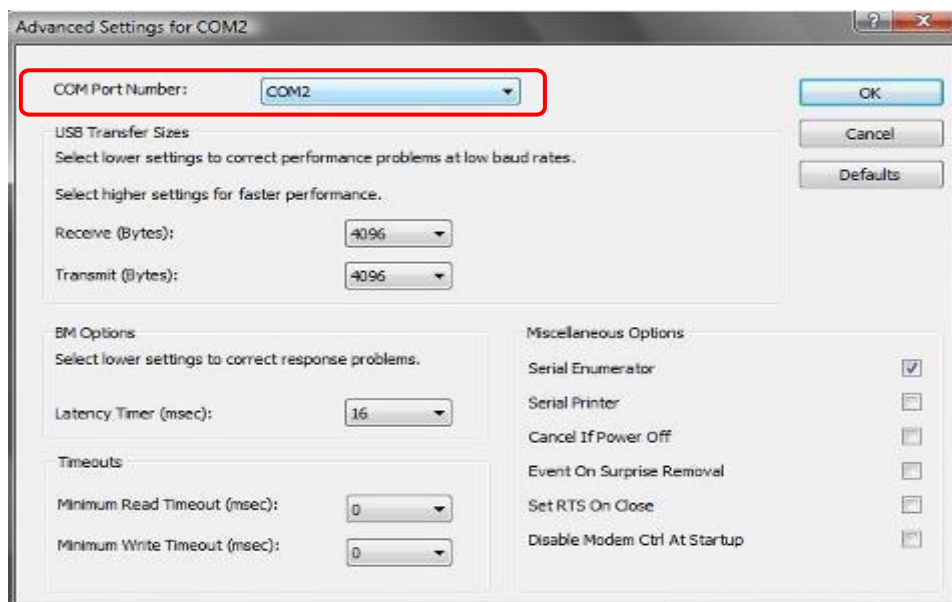 Advanced Settings for COM2
?
COM Port Number: COM2
OK
USB Transfer Sizes
Cancel
Select lower settings to correct performance problems at low baud rates.
Defaults
Select higher settings for faster performance.
Receive (Bytes): 4096
Transmit (Bytes): 4096
BM Options
Select lower settings to correct response problems.
Latency Timer (msec): 16
Timeouts
Minimum Read Timeout (msec): 0
Minimum Write Timeout (msec): 0
Miscellaneous Options
Serial Enumerator
Serial Printer
Cancel If Power Off
Event On Surprise Removal
Set RTS On Close
Disable Modem Ctrl At Startup